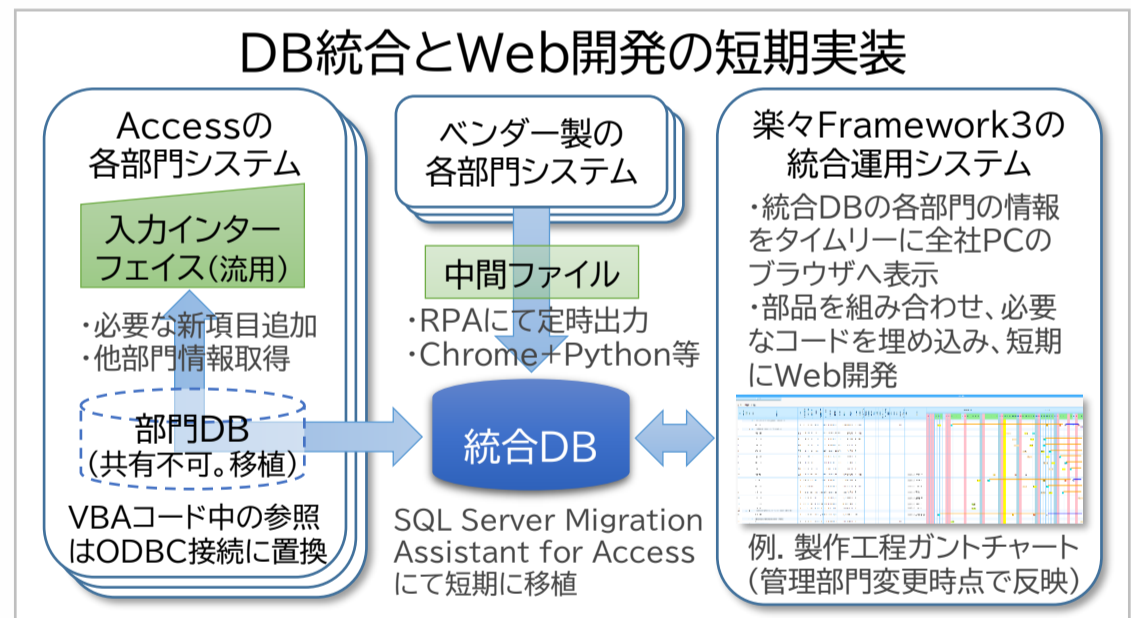 DB統合とWeb開発の短期実装
Accessの
各部門システム
入力インター
フェイス(流用)
・必要な新項目追加
・他部門情報取得
部門DB
(共有不可。移植)
VBAコード中の参照
はODBC接続に置換
ベンダー製の
各部門システム
中間ファイル
・RPAにて定時出力
・Chrome+Python等
統合DB
SQL Server Migration
Assistant for Access
にて短期に移植
楽々Framework3の
統合運用システム
・統合DBの各部門の情報
をタイムリーに全社PCの
ブラウザへ表示
・部品を組み合わせ、必要
なコードを埋め込み、短期
にWeb開発
例. 製作工程ガントチャート
(管理部門変更時点で反映)